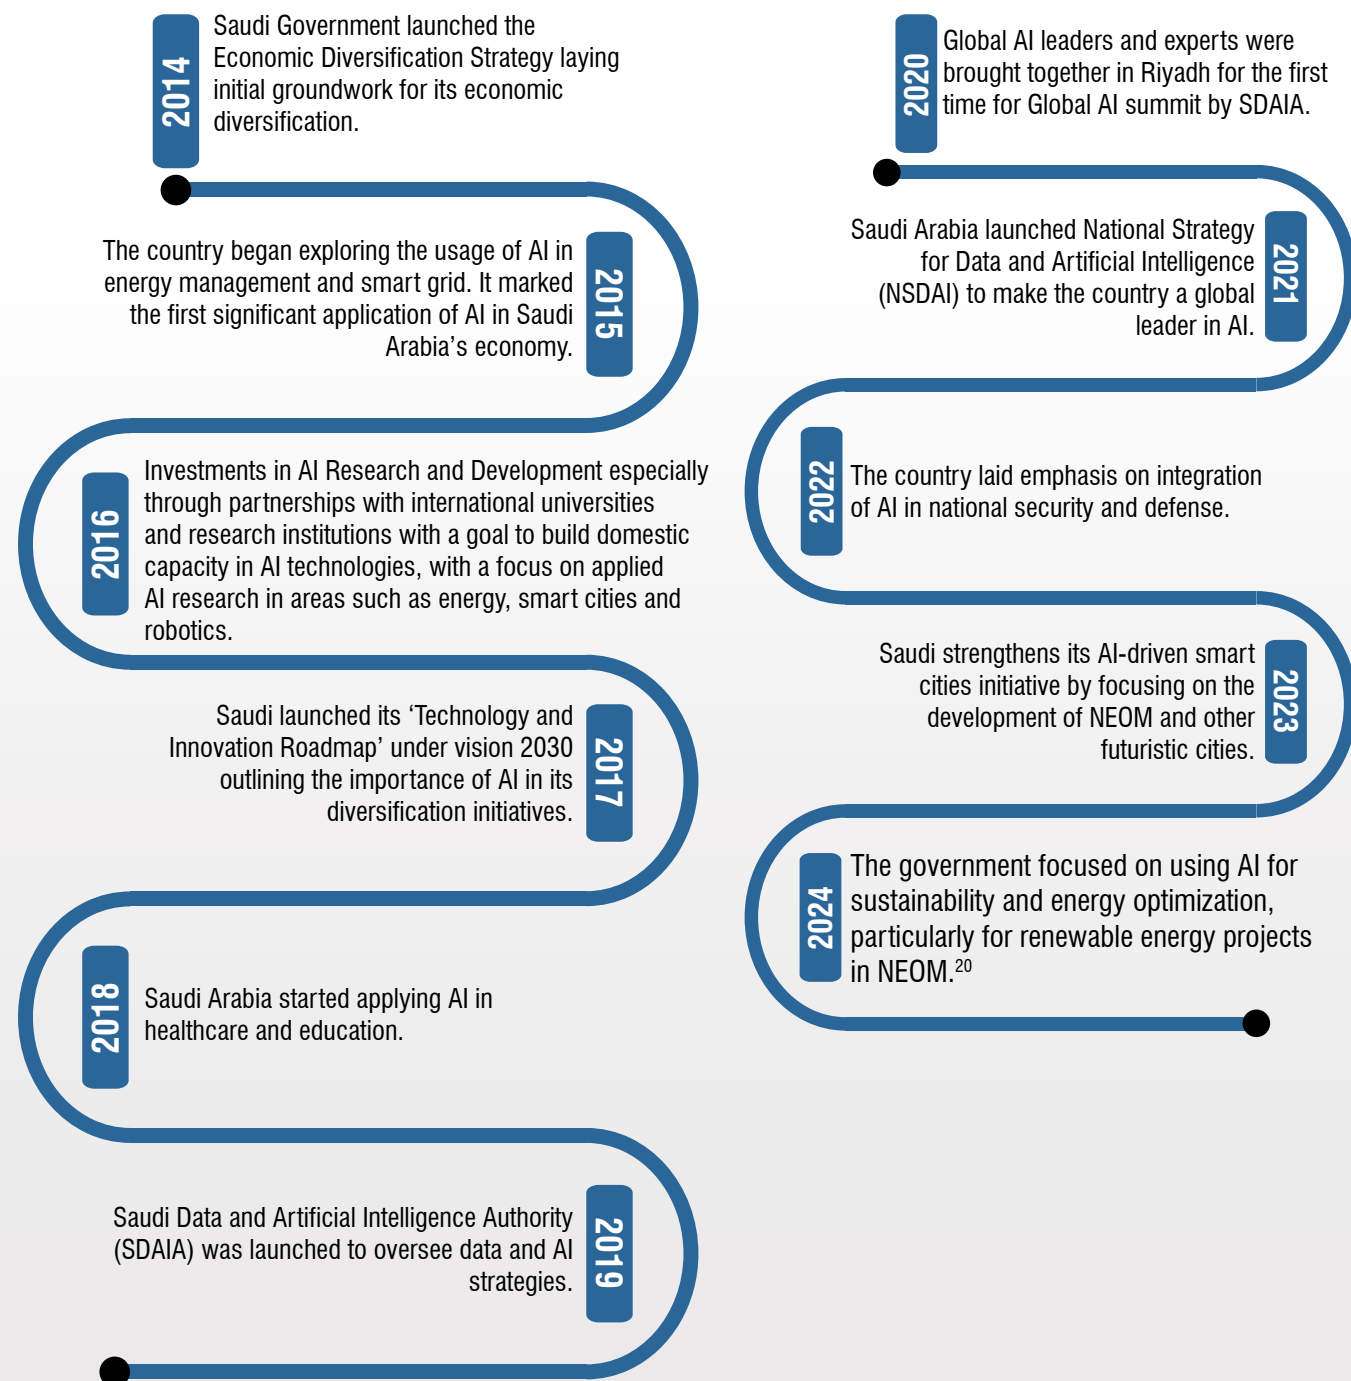 2014
Saudi Government launched the
Economic Diversification Strategy laying
initial groundwork for its economic
diversification.
The country began exploring the usage of AI in
energy management and smart grid. It marked
the first significant application of AI in Saudi
Arabia’s economy.
2015
2016
Investments in AI Research and Development especially
through partnerships with international universities
and research institutions with a goal to build domestic
capacity in AI technologies, with a focus on applied
AI research in areas such as energy, smart cities and
robotics.
Saudi launched its ‘Technology and
Innovation Roadmap’ under vision 2030
outlining the importance of AI in its
diversification initiatives.
2017
2018
Saudi Arabia started applying AI in
healthcare and education.
Saudi Data and Artificial Intelligence Authority
(SDAIA) was launched to oversee data and AI
strategies.
2019
2020
Global AI leaders and experts were
brought together in Riyadh for the first
time for Global AI summit by SDAIA.
Saudi Arabia launched National Strategy
for Data and Artificial Intelligence
(NSDAI) to make the country a global
leader in AI.
2021
2022
The country laid emphasis on integration
of AI in national security and defense.
Saudi strengthens its AI-driven smart
cities initiative by focusing on the
development of NEOM and other
futuristic cities.
2023
2024
The government focused on using AI for
sustainability and energy optimization,
particularly for renewable energy projects
in NEOM.20